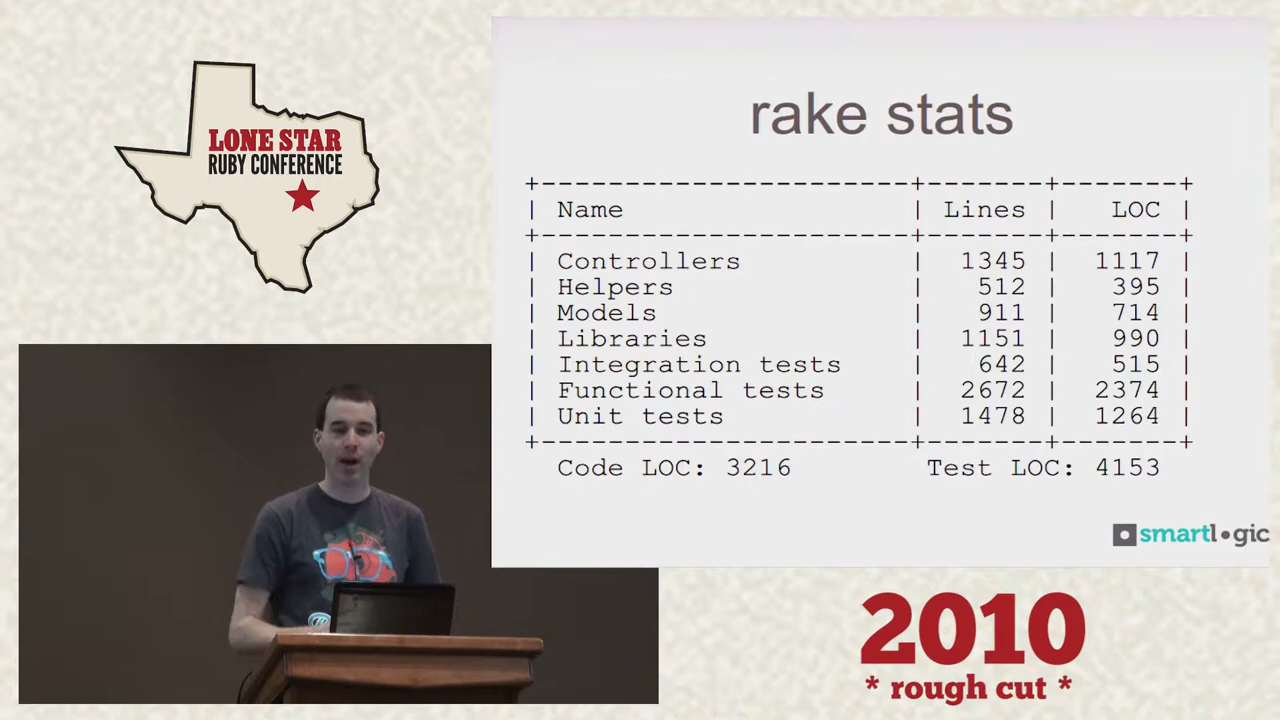 LONE STAR
RUBY CONFERENCE
rake stats
+----------------------+-------+-------+
| Name | Lines | LOC |
+----------------------+-------+-------+
| Controllers | 1345 | 1117 |
| Helpers | 512 | 395 |
| Models | 911 | 714 |
| Libraries | 1151 | 990 |
| Integration tests | 642 | 515 |
| Functional tests | 2672 | 2374 |
| Unit tests | 1478 | 1264 |
+----------------------+-------+-------+
Code LOC: 3216 Test LOC: 4153
smartlogic
2010
* rough cut *